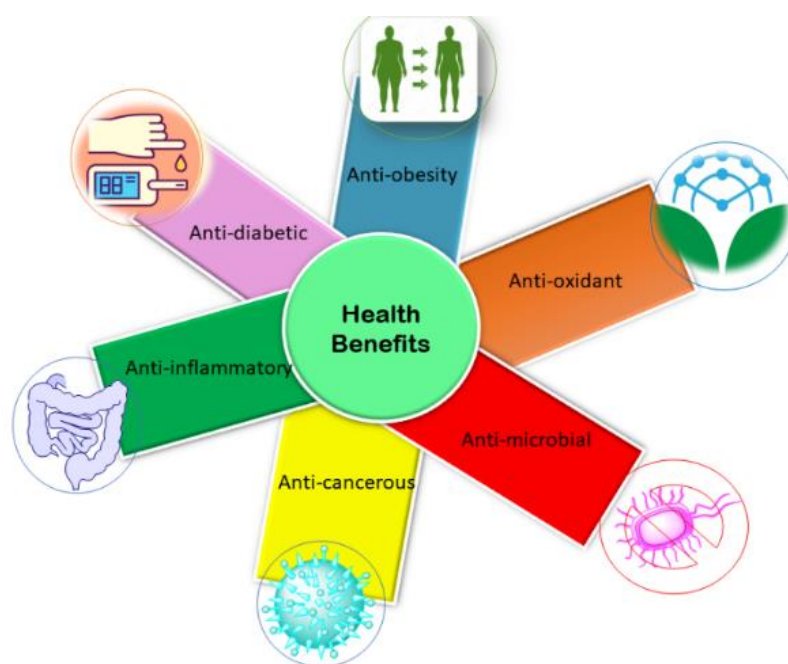 Anti-obesity
Anti-diabetic
Anti-oxidant
Health
Benefits
Anti-inflammatory
Anti-microbial
Anti-cancerous